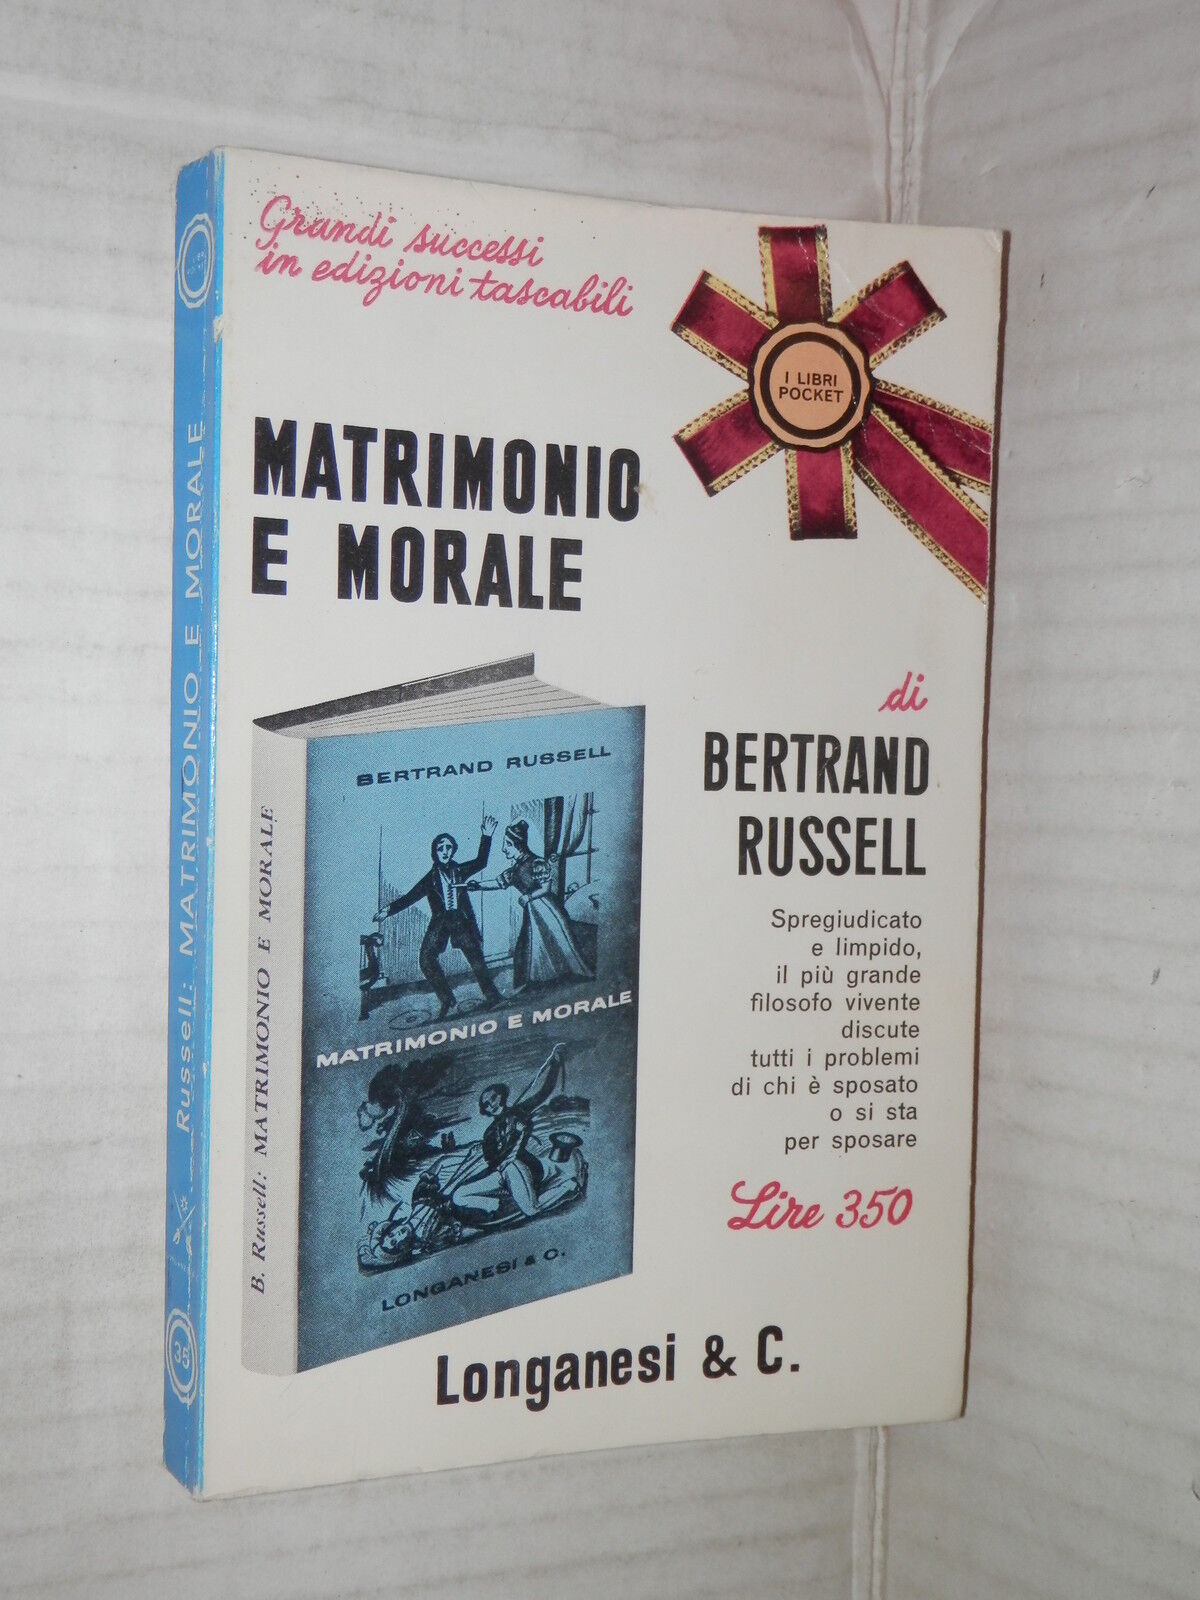 Grandi successi
in edizioni tascabili
I LIBRI
POCKET
MATRIMONIO
E MORALE
di
BERTRAND
RUSSELL
Spregiudicato
e limpido,
il più grande
filosofo vivente
discute
tutti i problemi
di chi è sposato
o si sta
per sposare
Lire 350
BERTRAND RUSSELL
MATRIMONIO E MORALE
LONGANESI & C.
B. Russell: MATRIMONIO E MORALE
Longanesi & C.
I LIBRI
POCKET
Russell: MATRIMONIO E MORALE
35